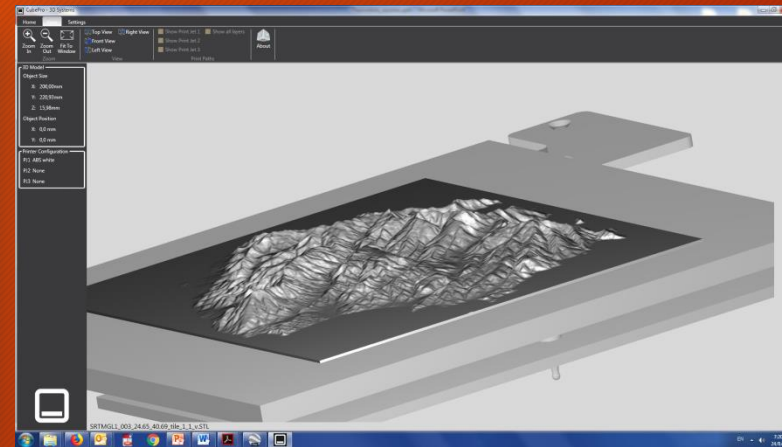 CubePro - 3D Systems
Home Settings
Zoom In
Zoom Out
Fit To Window
Zoom
Top View Right View
Front View
Left View
View
Show Print Jet 1 Show all layers
Show Print Jet 2
Show Print Jet 3
Print Paths
About
3D Model
Object Size
X: 200,00mm
Y: 220,93mm
Z: 15,98mm
Object Position
X: 0,0 mm
Y: 0,0 mm
Printer Configuration
PJ1 ABS white
PJ2 None
PJ3 None
SRTMGL1_003_24.65_40.69_tile_1_1_v.STL
EN